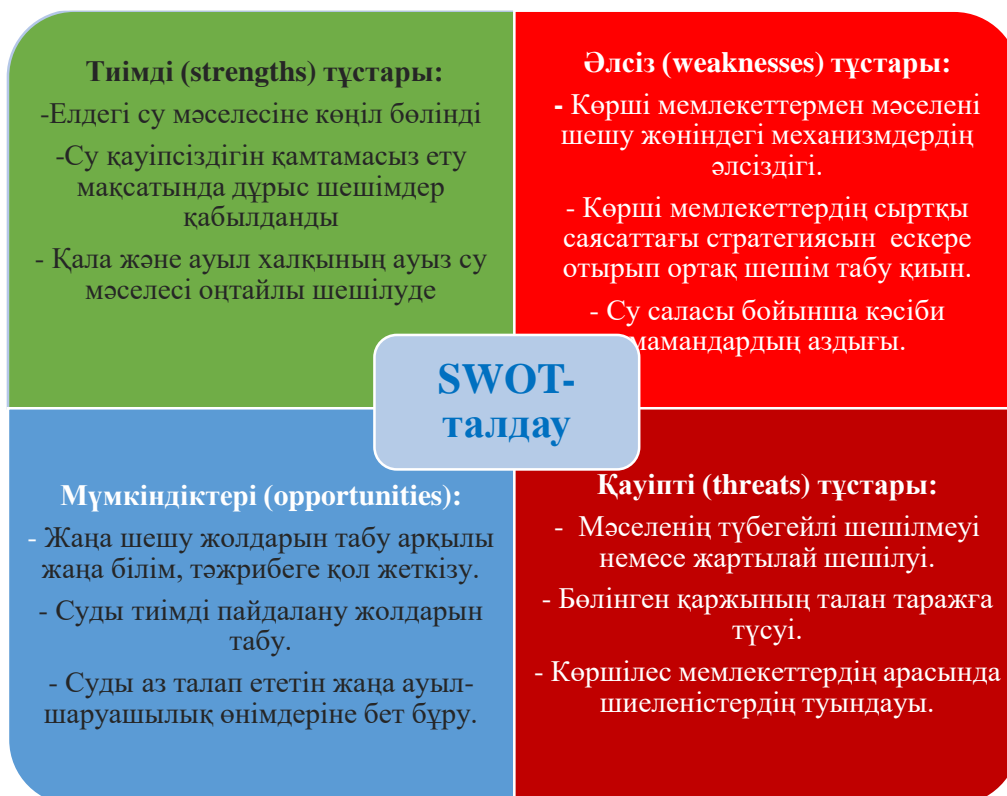 Тиімді (strengths) тұстары:
-Елдегі су мәселесіне көңіл бөлінді
-Су қауіпсіздігін қамтамасыз ету
мақсатында дұрыс шешімдер
қабылданды
- Қала және ауыл халқының ауыз су
мәселесі оңтайлы шешілуде
Әлсіз (weaknesses) тұстары:
- Көрші мемлекеттермен мәселені
шешу жөніндегі механизмдердің
әлсіздігі.
- Көрші мемлекеттердің сыртқы
саясаттағы стратегиясын ескере
отырып ортақ шешім табу қиын.
- Су саласы бойынша кәсіби
мамандардың аздығы.
SWOT-
талдау
Мүмкіндіктері (opportunities):
- Жаңа шешу жолдарын табу арқылы
жаңа білім, тәжрибеге қол жеткізу.
- Суды тиімді пайдалану жолдарын
табу.
- Суды аз талап ететін жаңа ауыл-
шаруашылық өнімдеріне бет бұру.
Қауіпті (threats) тұстары:
- Мәселенің түбегейлі шешілмеуі
немесе жартылай шешілуі.
- Бөлінген қаржының талан таражға
түсуі.
- Көршілес мемлекеттердің арасында
шиеленістердің туындауы.